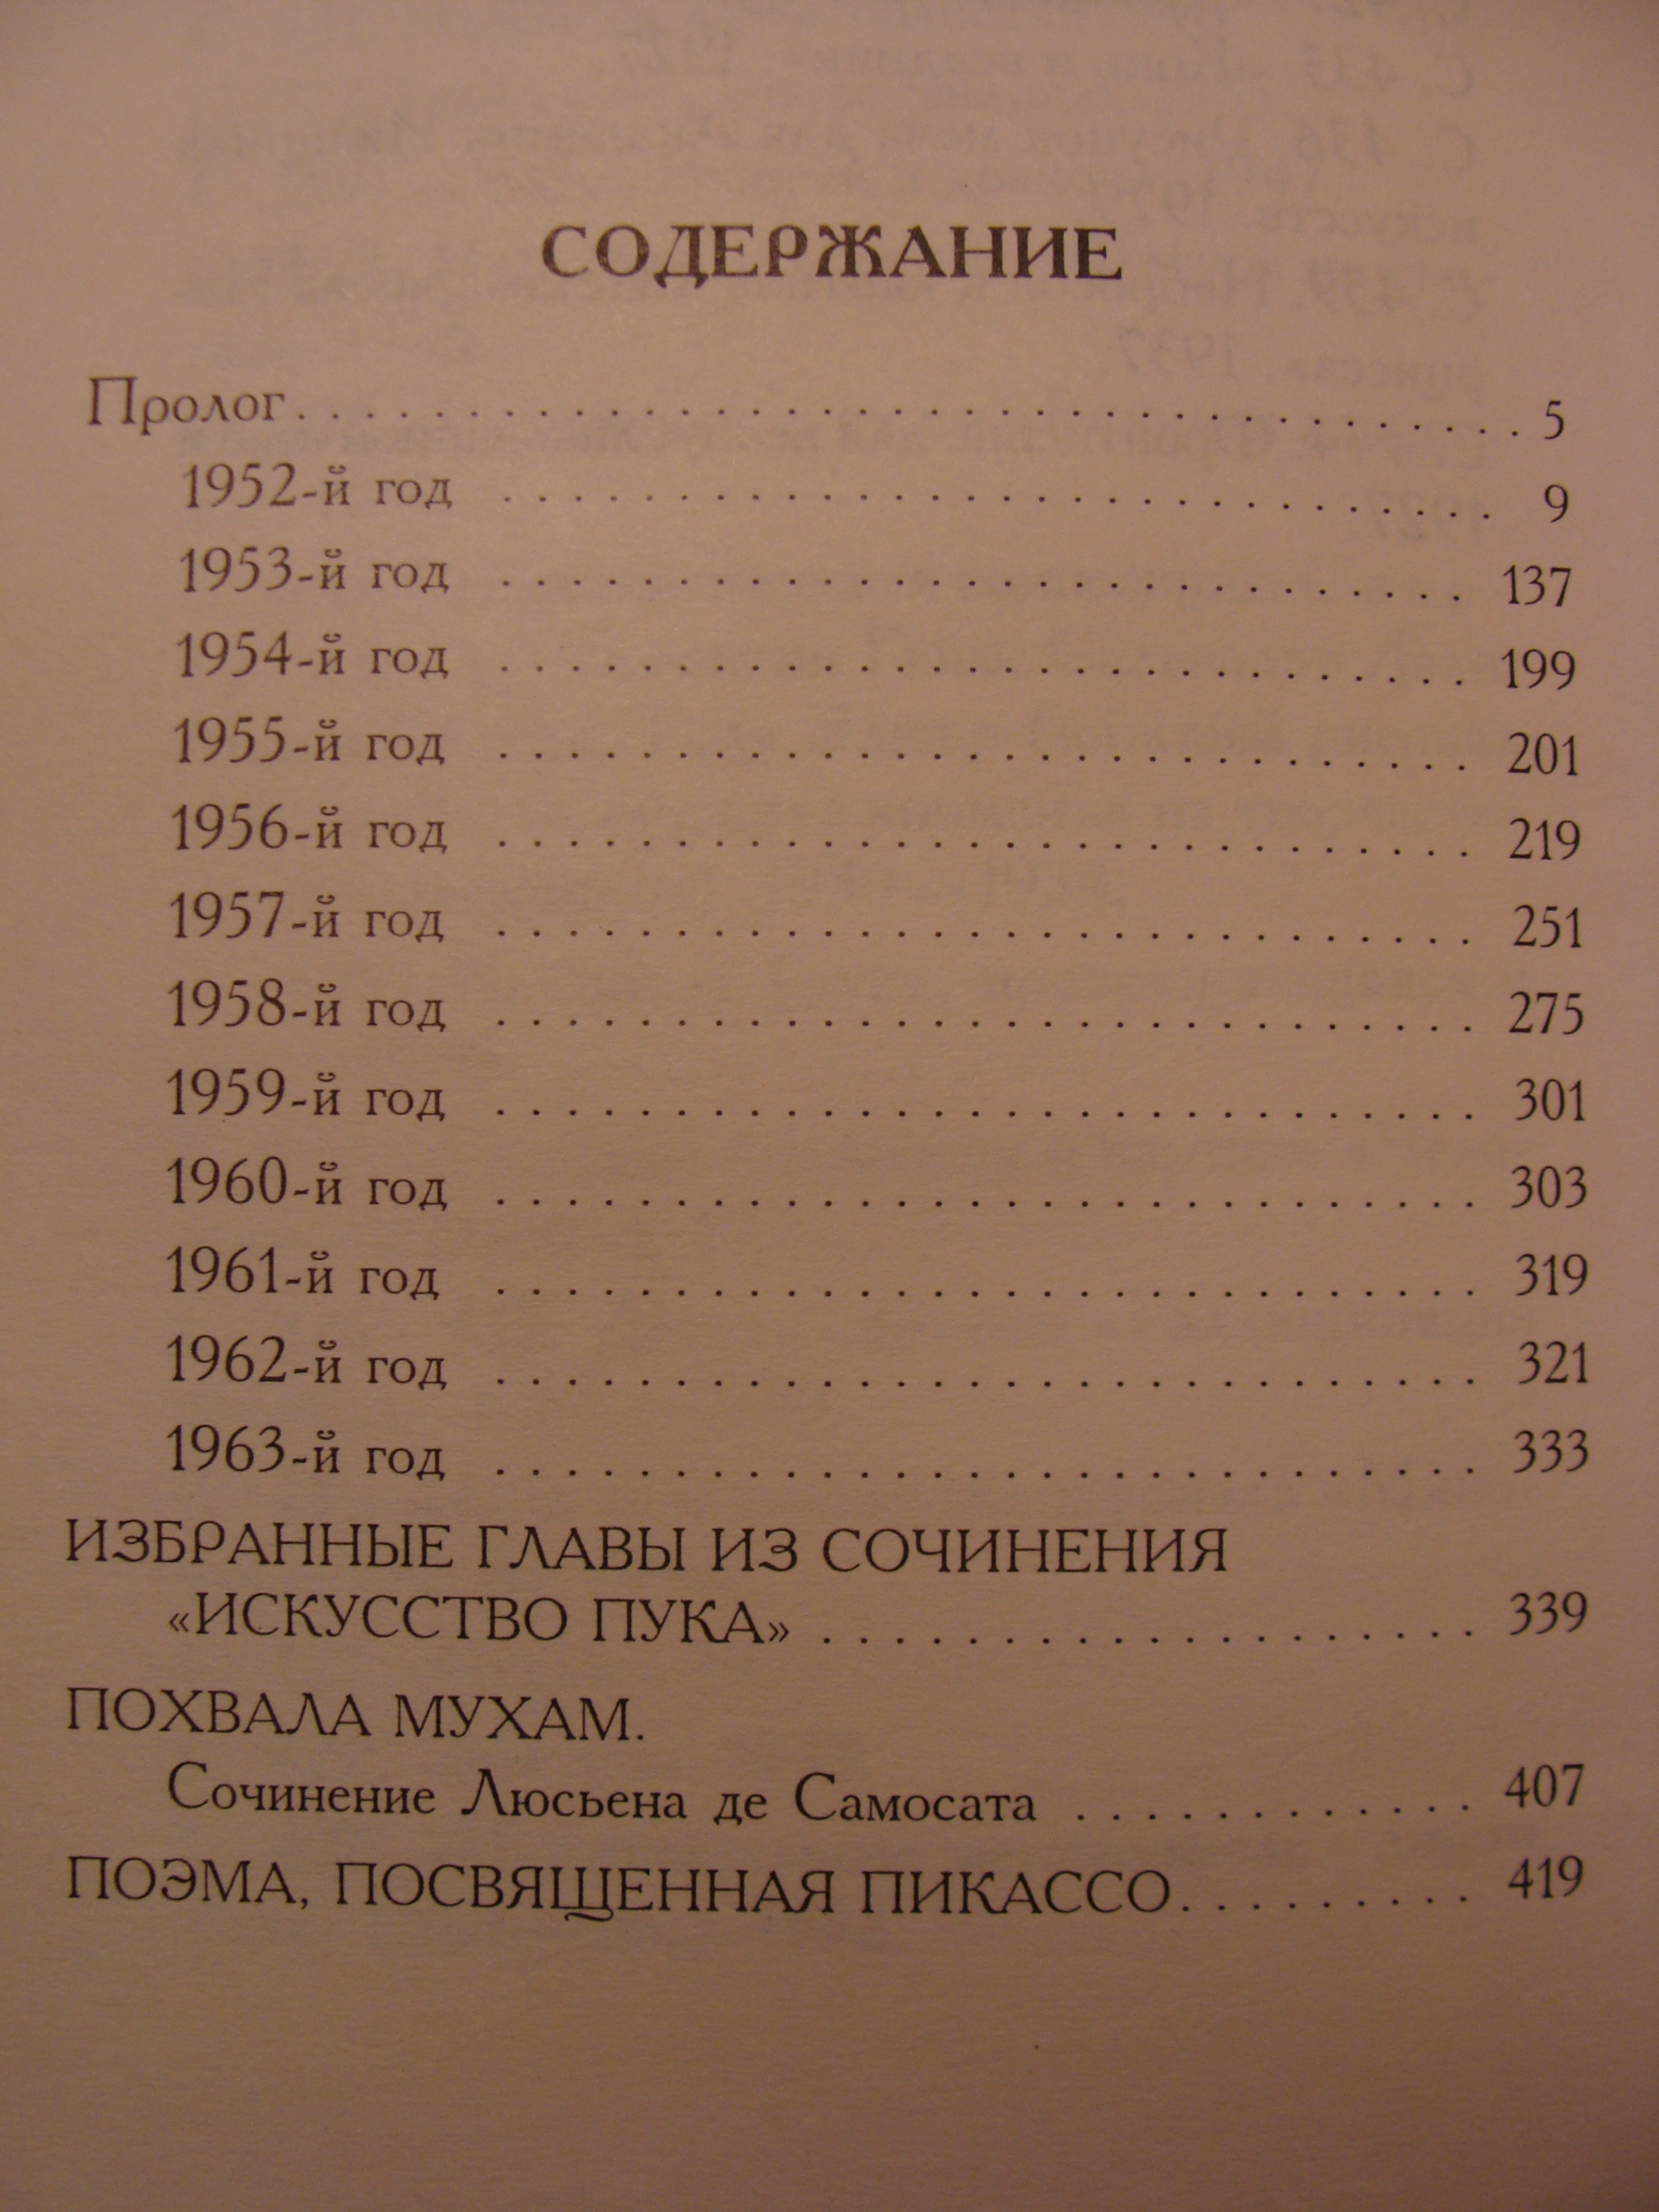 СОДЕРЖАНИЕ
Пролог. . . . . . . . . . . . . . . . . . . . . . . . . . . . . . . . . . . 5
1952-й год . . . . . . . . . . . . . . . . . . . . . . . . . . . . 9
1953-й год . . . . . . . . . . . . . . . . . . . . . . . . . . . 137
1954-й год . . . . . . . . . . . . . . . . . . . . . . . . . . . 199
1955-й год . . . . . . . . . . . . . . . . . . . . . . . . . . . 201
1956-й год . . . . . . . . . . . . . . . . . . . . . . . . . . . 219
1957-й год . . . . . . . . . . . . . . . . . . . . . . . . . . . 251
1958-й год . . . . . . . . . . . . . . . . . . . . . . . . . . . 275
1959-й год . . . . . . . . . . . . . . . . . . . . . . . . . . . 301
1960-й год . . . . . . . . . . . . . . . . . . . . . . . . . . . 303
1961-й год . . . . . . . . . . . . . . . . . . . . . . . . . . . 319
1962-й год . . . . . . . . . . . . . . . . . . . . . . . . . . . 321
1963-й год . . . . . . . . . . . . . . . . . . . . . . . . . . . 333
ИЗБРАННЫЕ ГЛАВЫ ИЗ СОЧИНЕНИЯ
«ИСКУССТВО ПУКА» . . . . . . . . . . . . . . . . . . 339
ПОХВАЛА МУХАМ.
Сочинение Люсьена де Самосата . . . . . . . . . . . 407
ПОЭМА, ПОСВЯЩЕННАЯ ПИКАССО. . . . . . . . . 419